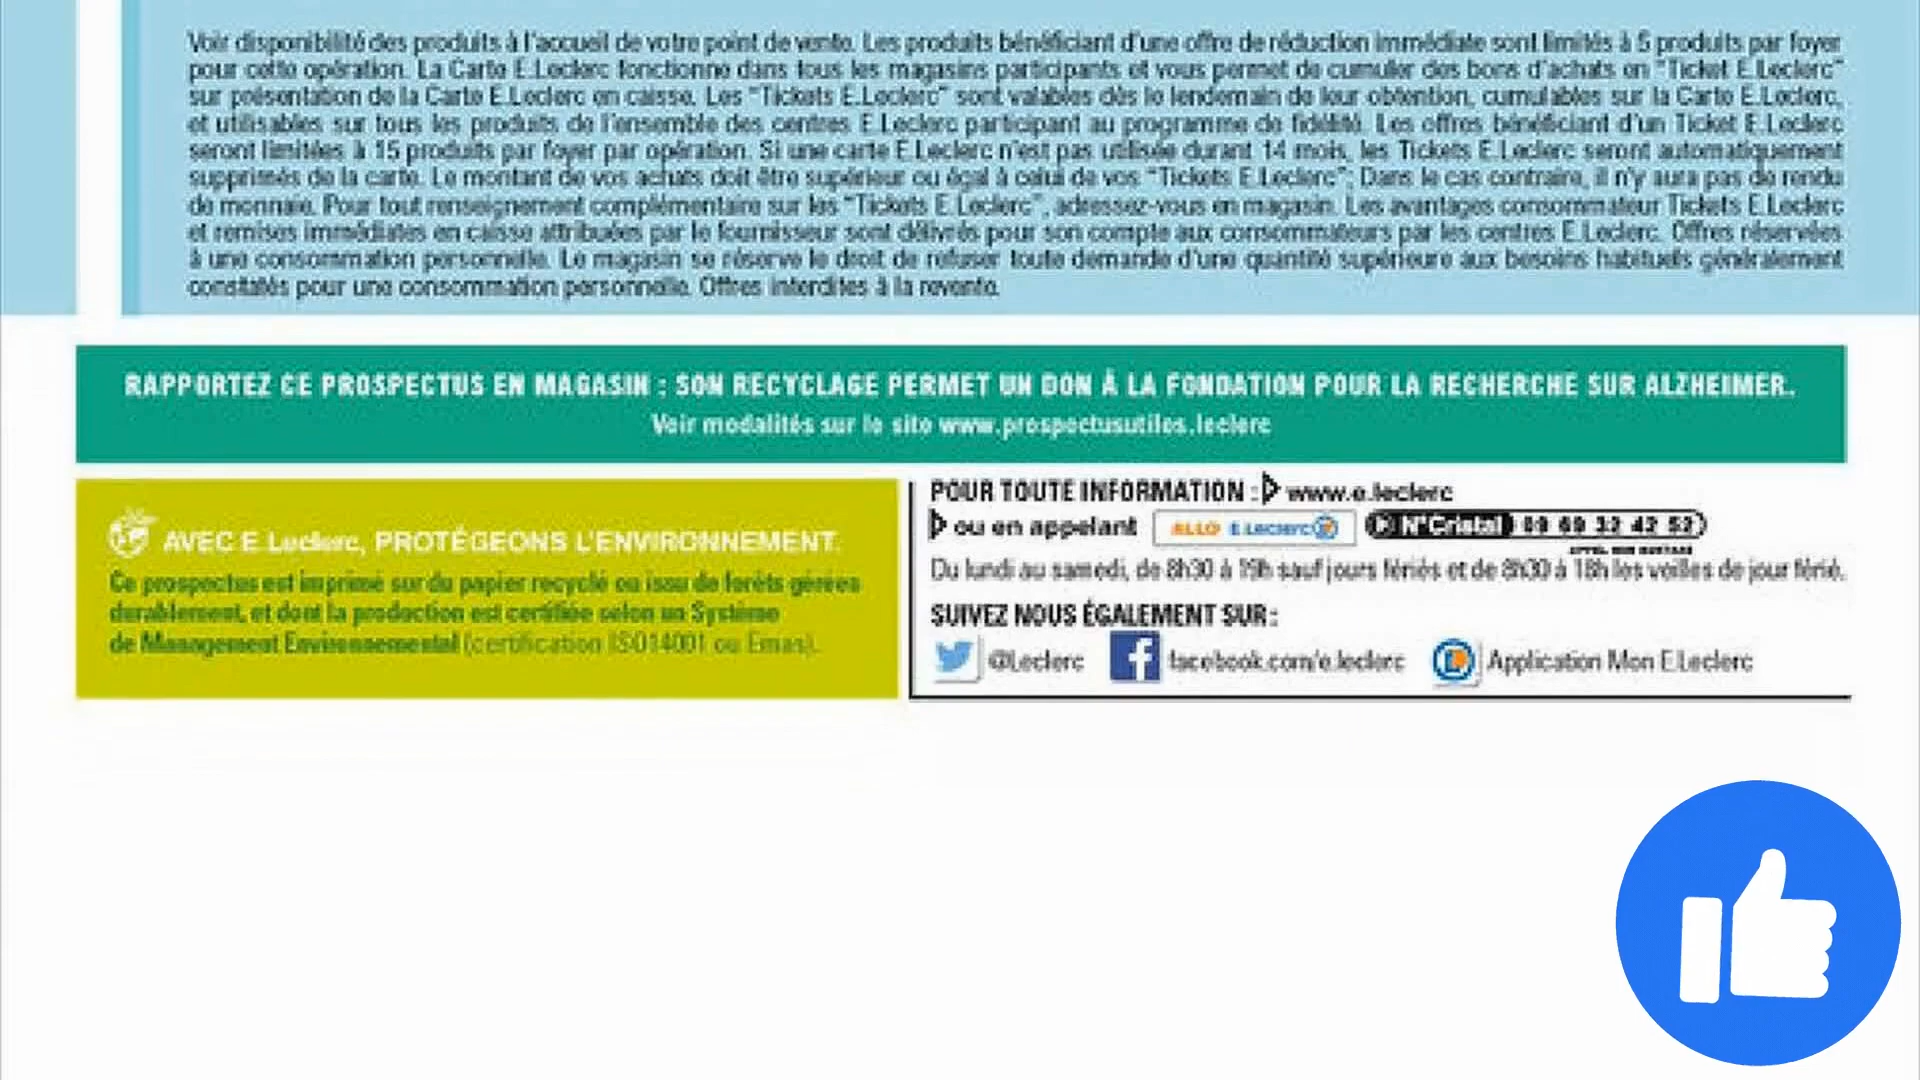 Voir disponibilité des produits à l'accueil de votre point de vente. Les produits bénéficiant d'une offre de réduction immédiate sont limités à 5 produits par foyer
pour cette opération. La Carte E.Leclerc fonctionne dans tous les magasins participants et vous permet de cumuler des bons d'achats en "Ticket E.Leclerc"
sur présentation de la Carte E.Leclerc en caisse. Les "Tickets E.Leclerc" sont valables dès le lendemain de leur obtention, cumulables sur la Carte E.Leclerc,
et utilisables sur tous les produits de l'ensemble des centres E.Leclerc participant au programme de fidélité. Les offres bénéficiant d'un Ticket E.Leclerc
seront limitées à 15 produits par foyer par opération. Si une carte E.Leclerc n'est pas utilisée durant 14 mois, les Tickets E.Leclerc seront automatiquement
supprimés de la carte. Le montant de vos achats doit être supérieur ou égal à celui de vos "Tickets E.Leclerc"; Dans le cas contraire, il n'y aura pas de rendu
de monnaie. Pour tout renseignement complémentaire sur les "Tickets E.Leclerc", adressez-vous en magasin. Les avantages consommateur Tickets E.Leclerc
et remises immédiates en caisse attribuées par le fournisseur sont délivrés pour son compte aux consommateurs par les centres E.Leclerc. Offres réservées
à une consommation personnelle. Le magasin se réserve le droit de refuser toute demande d'une quantité supérieure aux besoins habituels généralement
constatés pour une consommation personnelle. Offres interdites à la revente.
RAPPORTEZ CE PROSPECTUS EN MAGASIN : SON RECYCLAGE PERMET UN DON À LA FONDATION POUR LA RECHERCHE SUR ALZHEIMER.
Voir modalités sur le site www.prospectusutiles.leclerc
AVEC E.Leclerc, PROTÉGEONS L'ENVIRONNEMENT.
Ce prospectus est imprimé sur du papier recyclé ou issu de forêts gérées
durablement, et dont la production est certifiée selon un Système
de Management Environnemental (certification ISO14001 ou Emas).
POUR TOUTE INFORMATION : www.e.leclerc
ou en appelant ALLO E.LECLERC N°Cristal 09 69 32 42 52
APPEL NON SURTAXÉ
Du lundi au samedi, de 8h30 à 19h sauf jours fériés et de 8h30 à 18h les veilles de jour férié.
SUIVEZ NOUS ÉGALEMENT SUR :
@Leclerc facebook.com/e.leclerc Application Mon E.Leclerc